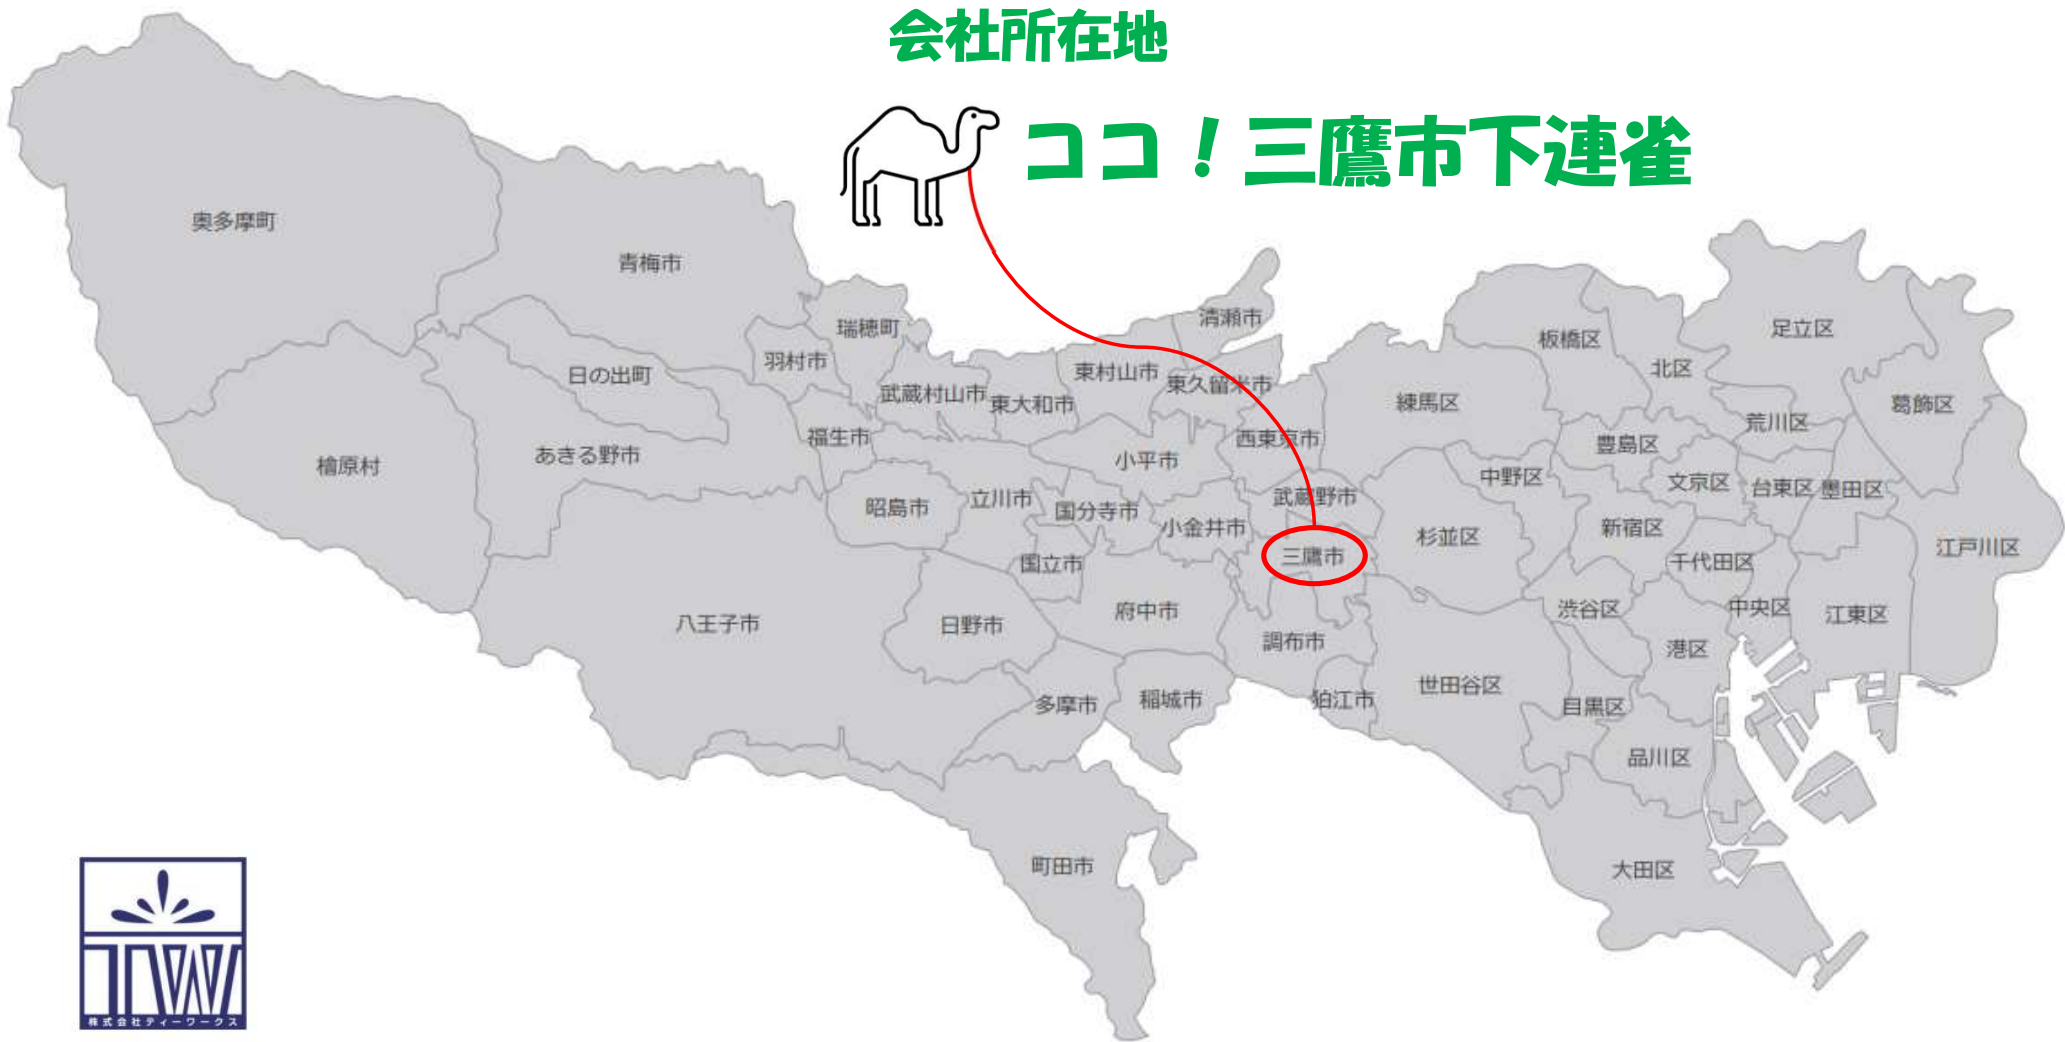 会社所在地
ココ！三鷹市下連雀
奥多摩町
青梅市
瑞穂町
清瀬市
足立区
板橋区
羽村市
日の出町
東村山市
東久留米市
北区
武蔵村山市
東大和市
練馬区
葛飾区
荒川区
福生市
西東京市
豊島区
檜原村
あきる野市
小平市
中野区
文京区
台東区
墨田区
昭島市
立川市
国分寺市
武蔵野市
小金井市
新宿区
杉並区
江戸川区
三鷹市
国立市
千代田区
八王子市
日野市
府中市
渋谷区
中央区
江東区
調布市
港区
世田谷区
多摩市
稲城市
狛江市
目黒区
品川区
町田市
大田区
TW
株式会社ティーワークス